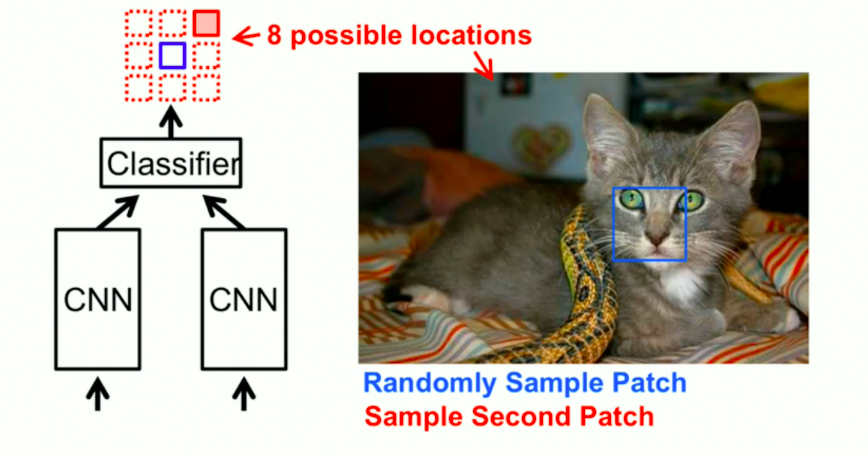 8 possible locations
Classifier
CNN
CNN
Randomly Sample Patch
Sample Second Patch